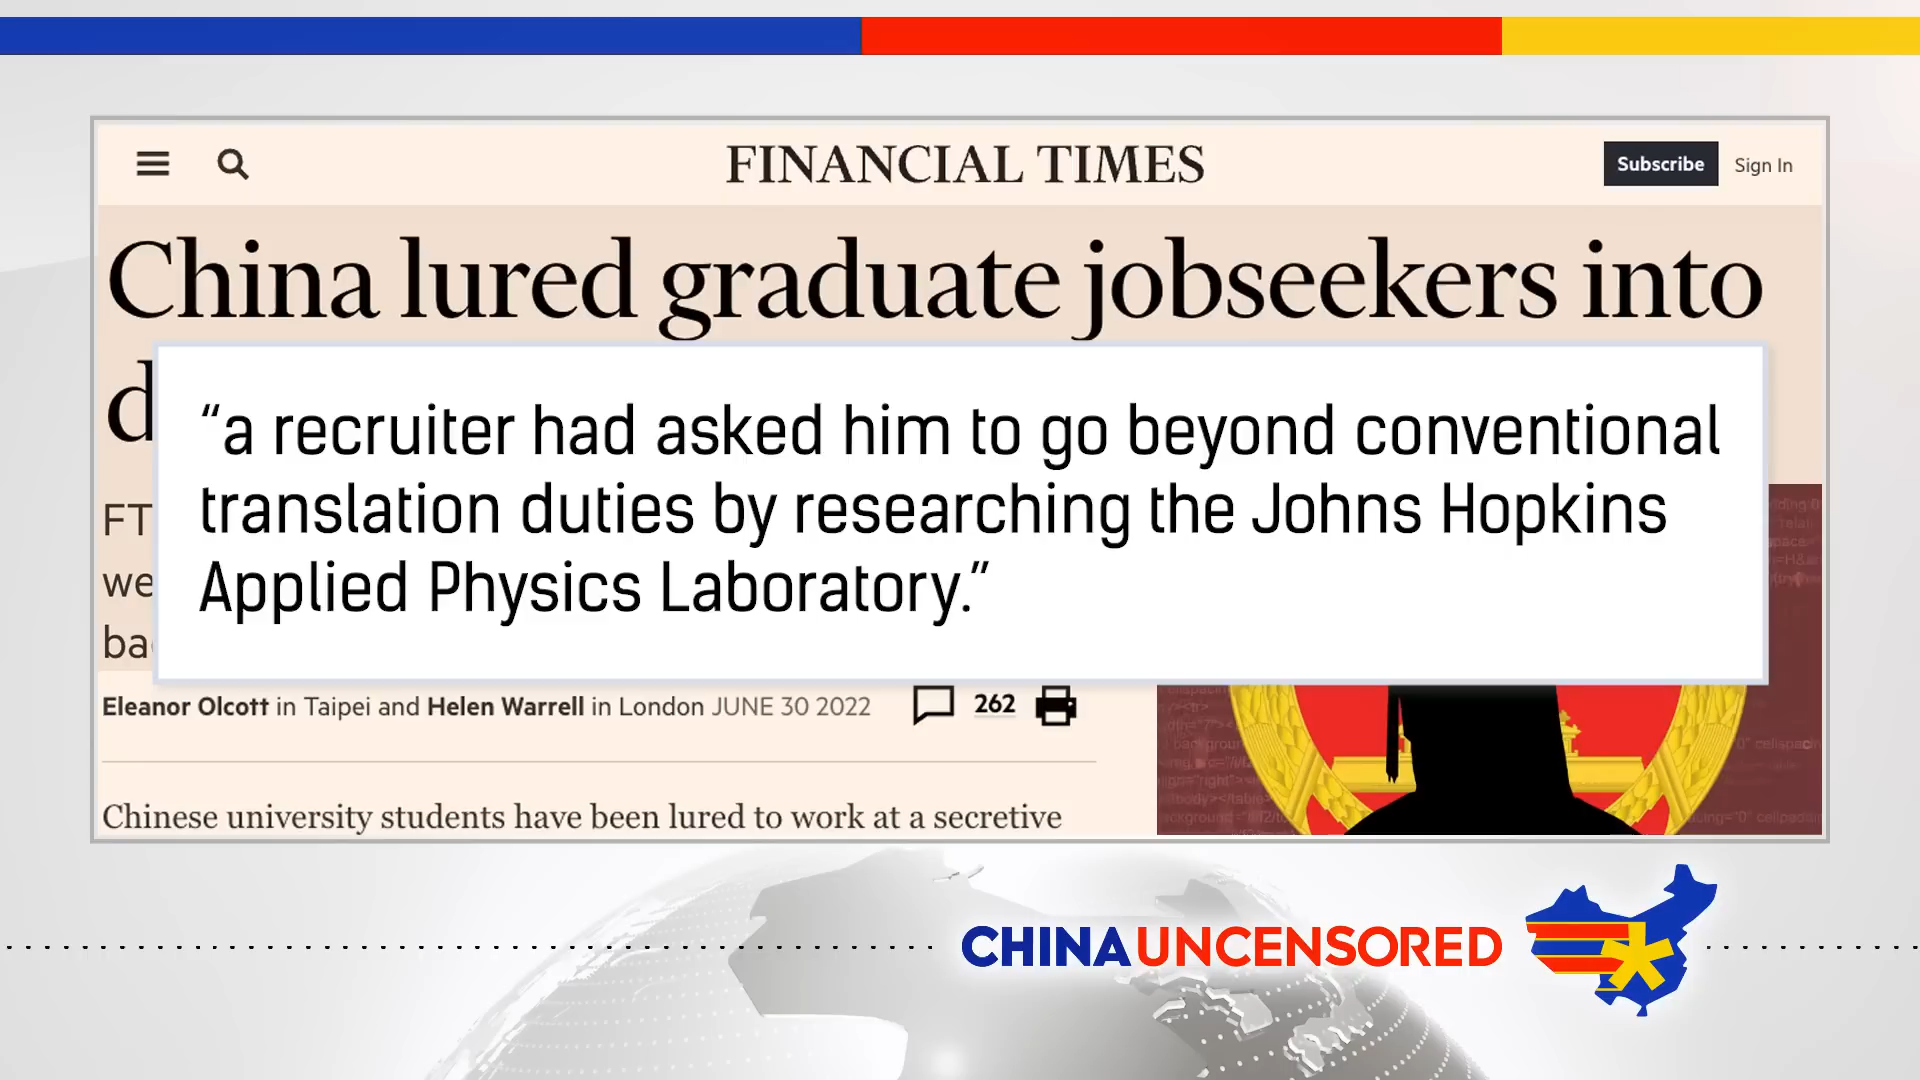 FINANCIAL TIMES
Subscribe
Sign In
China lured graduate jobseekers into
“a recruiter had asked him to go beyond conventional
translation duties by researching the Johns Hopkins
Applied Physics Laboratory.”
FT
we
Eleanor Olcott in Taipei and Helen Warrell in London JUNE 30 2022
262
Chinese university students have been lured to work at a secretive
CHINA UNCENSORED